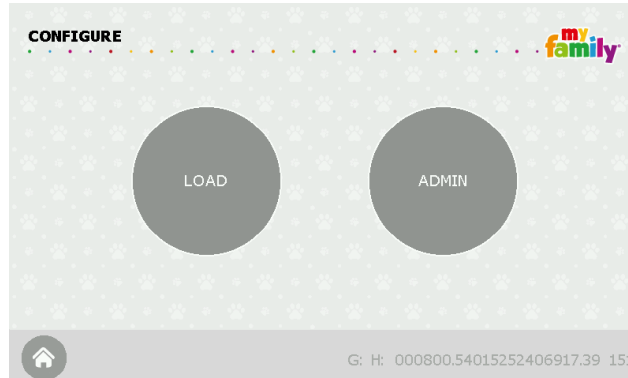 CONFIGURE
my
family
LOAD
ADMIN
G: H: 000800.54015252406917.39